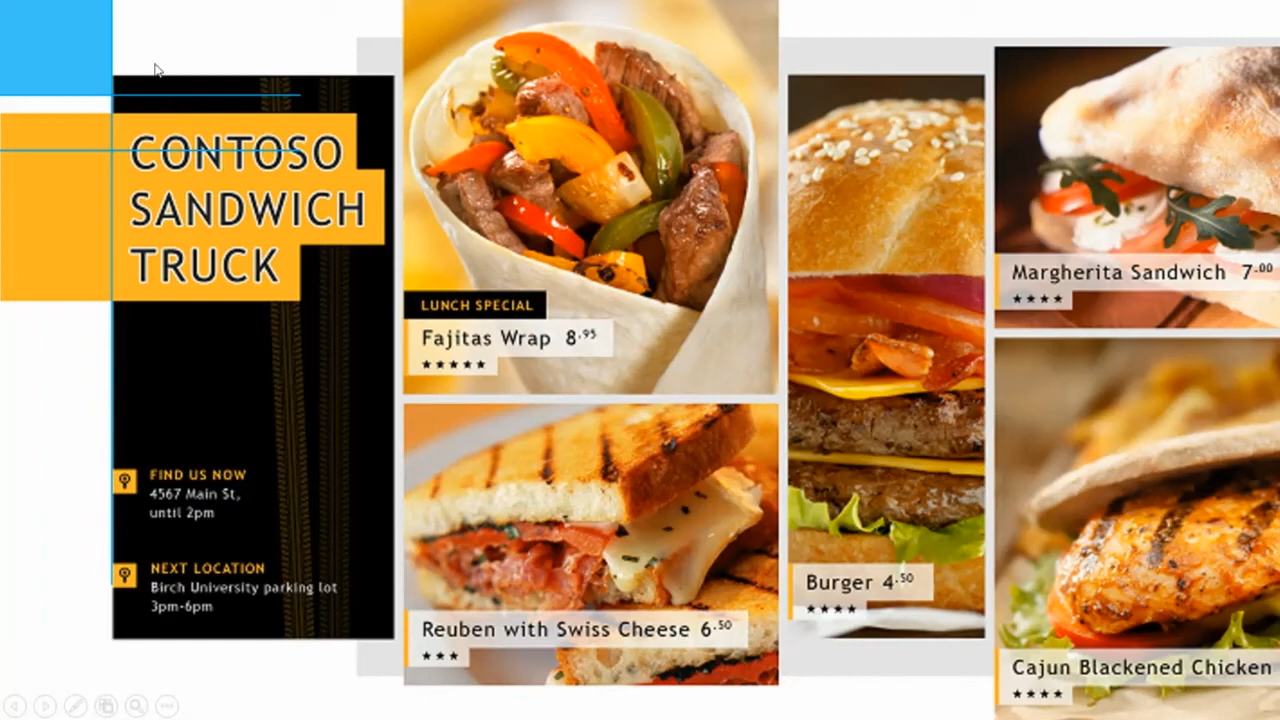 CONTOSO
SANDWICH
TRUCK
FIND US NOW
4567 Main St,
until 2pm
NEXT LOCATION
Birch University parking lot
3pm-6pm
LUNCH SPECIAL
Fajitas Wrap 8.95
★★★★★
Reuben with Swiss Cheese 6.50
★★★
Burger 4.50
★★★★
Margherita Sandwich 7.00
★★★★
Cajun Blackened Chicken
★★★★